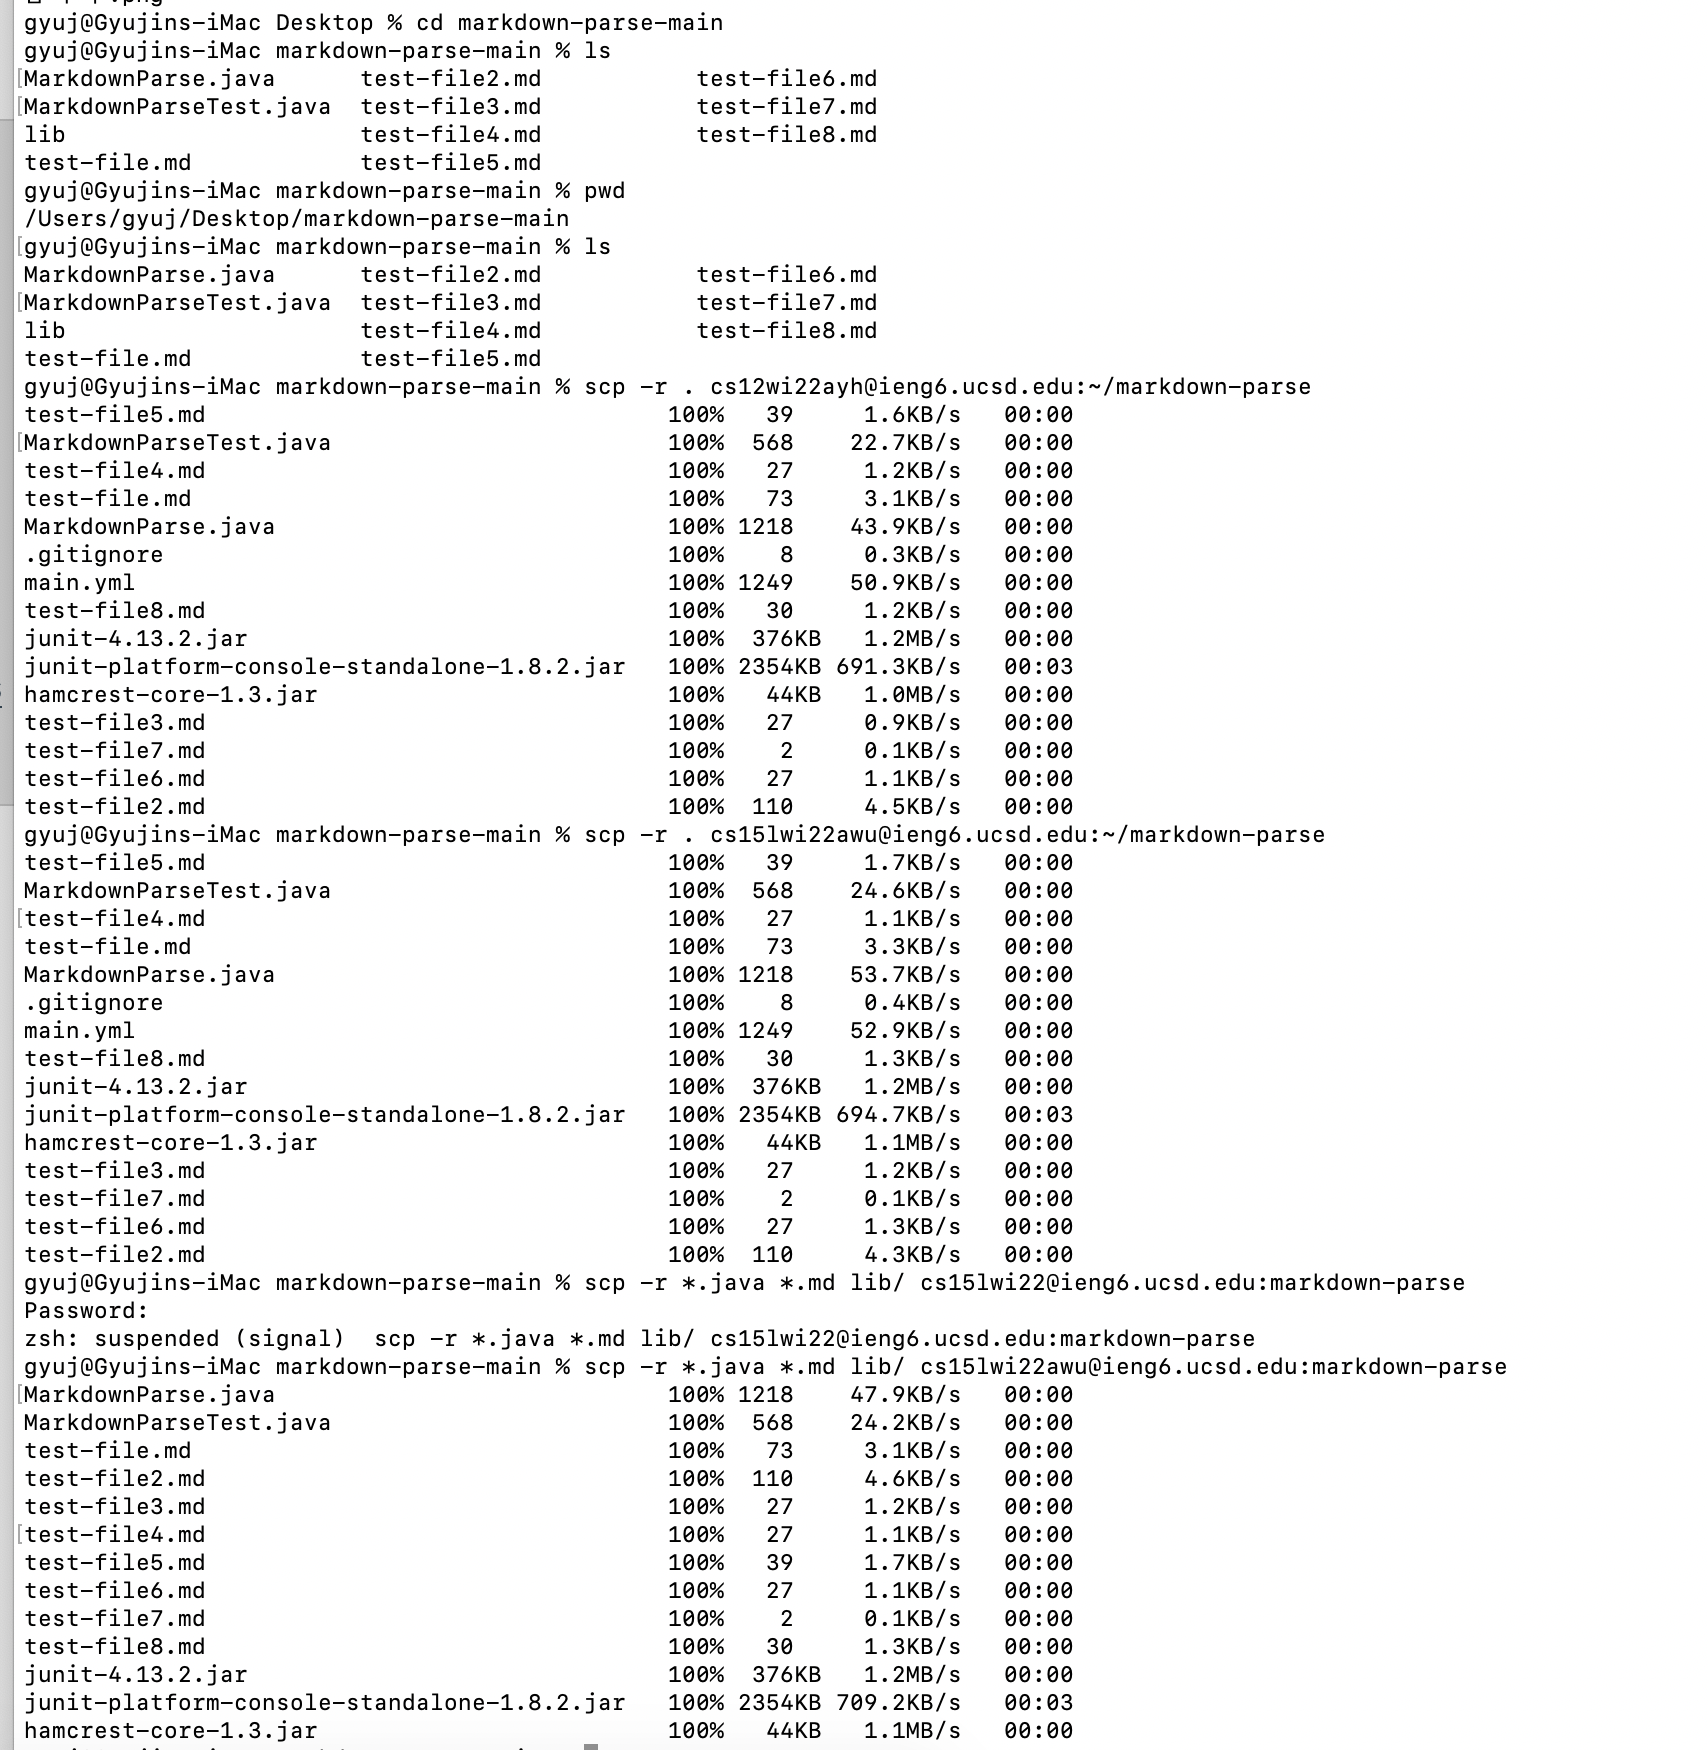 .png
gyuj@Gyujins-iMac Desktop % cd markdown-parse-main
gyuj@Gyujins-iMac markdown-parse-main % ls
[MarkdownParse.java      test-file2.md           test-file6.md
[MarkdownParseTest.java  test-file3.md           test-file7.md
lib                     test-file4.md           test-file8.md
test-file.md            test-file5.md
gyuj@Gyujins-iMac markdown-parse-main % pwd
/Users/gyuj/Desktop/markdown-parse-main
[gyuj@Gyujins-iMac markdown-parse-main % ls
MarkdownParse.java      test-file2.md           test-file6.md
[MarkdownParseTest.java  test-file3.md           test-file7.md
lib                     test-file4.md           test-file8.md
test-file.md            test-file5.md
gyuj@Gyujins-iMac markdown-parse-main % scp -r . cs12wi22ayh@ieng6.ucsd.edu:~/markdown-parse
test-file5.md                                 100%   39     1.6KB/s   00:00
[MarkdownParseTest.java                        100%  568    22.7KB/s   00:00
test-file4.md                                 100%   27     1.2KB/s   00:00
test-file.md                                  100%   73     3.1KB/s   00:00
MarkdownParse.java                            100% 1218    43.9KB/s   00:00
.gitignore                                    100%    8     0.3KB/s   00:00
main.yml                                      100% 1249    50.9KB/s   00:00
test-file8.md                                 100%   30     1.2KB/s   00:00
junit-4.13.2.jar                              100%  376KB   1.2MB/s   00:00
junit-platform-console-standalone-1.8.2.jar   100% 2354KB 691.3KB/s   00:03
hamcrest-core-1.3.jar                         100%   44KB   1.0MB/s   00:00
test-file3.md                                 100%   27     0.9KB/s   00:00
test-file7.md                                 100%    2     0.1KB/s   00:00
test-file6.md                                 100%   27     1.1KB/s   00:00
test-file2.md                                 100%  110     4.5KB/s   00:00
gyuj@Gyujins-iMac markdown-parse-main % scp -r . cs15lwi22awu@ieng6.ucsd.edu:~/markdown-parse
test-file5.md                                 100%   39     1.7KB/s   00:00
MarkdownParseTest.java                        100%  568    24.6KB/s   00:00
[test-file4.md                                 100%   27     1.1KB/s   00:00
test-file.md                                  100%   73     3.3KB/s   00:00
MarkdownParse.java                            100% 1218    53.7KB/s   00:00
.gitignore                                    100%    8     0.4KB/s   00:00
main.yml                                      100% 1249    52.9KB/s   00:00
test-file8.md                                 100%   30     1.3KB/s   00:00
junit-4.13.2.jar                              100%  376KB   1.2MB/s   00:00
junit-platform-console-standalone-1.8.2.jar   100% 2354KB 694.7KB/s   00:03
hamcrest-core-1.3.jar                         100%   44KB   1.1MB/s   00:00
test-file3.md                                 100%   27     1.2KB/s   00:00
test-file7.md                                 100%    2     0.1KB/s   00:00
test-file6.md                                 100%   27     1.3KB/s   00:00
test-file2.md                                 100%  110     4.3KB/s   00:00
gyuj@Gyujins-iMac markdown-parse-main % scp -r *.java *.md lib/ cs15lwi22@ieng6.ucsd.edu:markdown-parse
Password:
zsh: suspended (signal)  scp -r *.java *.md lib/ cs15lwi22@ieng6.ucsd.edu:markdown-parse
gyuj@Gyujins-iMac markdown-parse-main % scp -r *.java *.md lib/ cs15lwi22awu@ieng6.ucsd.edu:markdown-parse
[MarkdownParse.java                            100% 1218    47.9KB/s   00:00
MarkdownParseTest.java                        100%  568    24.2KB/s   00:00
test-file.md                                  100%   73     3.1KB/s   00:00
test-file2.md                                 100%  110     4.6KB/s   00:00
test-file3.md                                 100%   27     1.2KB/s   00:00
[test-file4.md                                 100%   27     1.1KB/s   00:00
test-file5.md                                 100%   39     1.7KB/s   00:00
test-file6.md                                 100%   27     1.1KB/s   00:00
test-file7.md                                 100%    2     0.1KB/s   00:00
test-file8.md                                 100%   30     1.3KB/s   00:00
junit-4.13.2.jar                              100%  376KB   1.2MB/s   00:00
junit-platform-console-standalone-1.8.2.jar   100% 2354KB 709.2KB/s   00:03
hamcrest-core-1.3.jar                         100%   44KB   1.1MB/s   00:00